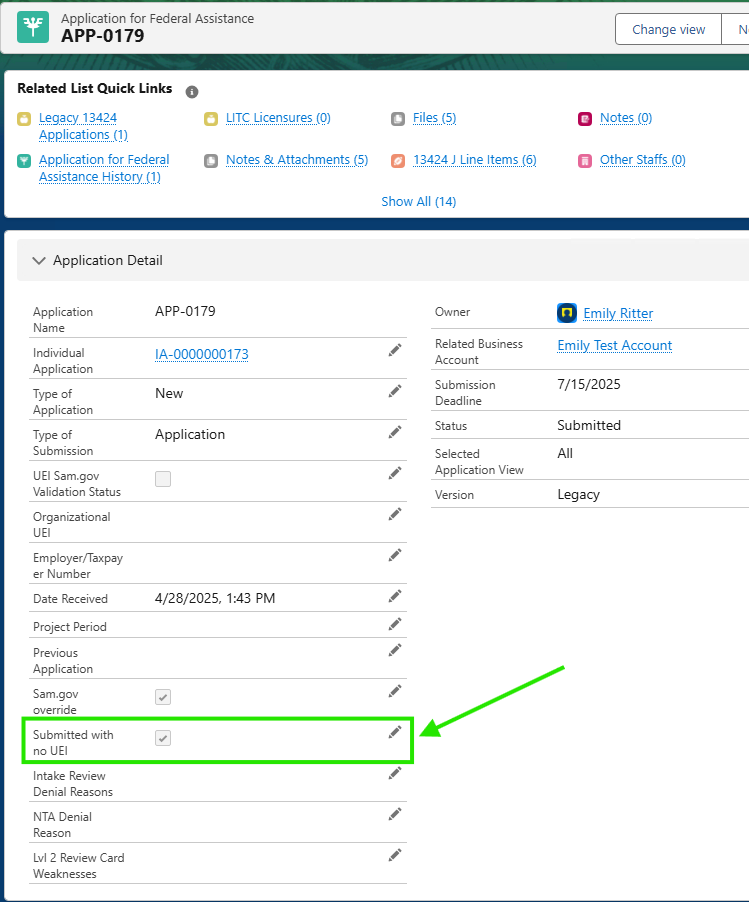 Application for Federal Assistance
APP-0179
Change view
Related List Quick Links
Legacy 13424
Applications (1)
LITC Licensures (0)
Files (5)
Notes (0)
Application for Federal
Assistance History (1)
Notes & Attachments (5)
13424 J Line Items (6)
Other Staffs (0)
Show All (14)
Application Detail
Application
Name
APP-0179
Individual
Application
IA-0000000173
Type of
Application
New
Type of
Submission
Application
UEI Sam.gov
Validation Status
Organizational
UEI
Employer/Taxpay
er Number
Date Received
4/28/2025, 1:43 PM
Project Period
Previous
Application
Sam.gov
override
Submitted with
no UEI
Intake Review
Denial Reasons
NTA Denial
Reason
Lvl 2 Review Card
Weaknesses
Owner
Emily Ritter
Related Business
Account
Emily Test Account
Submission
Deadline
7/15/2025
Status
Submitted
Selected
Application View
All
Version
Legacy